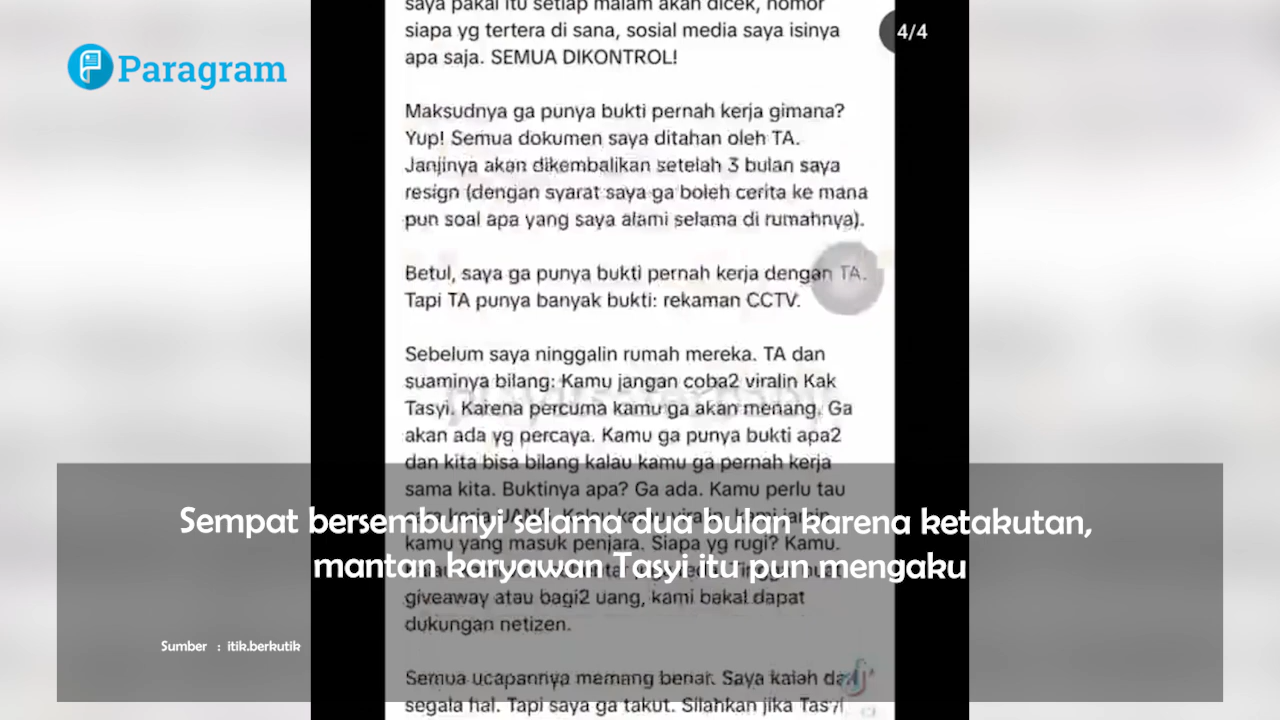 saya pakai itu setiap malam akan dicek, nomor
siapa yg tertera di sana, sosial media saya isinya
apa saja. SEMUA DIKONTROL!
4/4
Paragram
Maksudnya ga punya bukti pernah kerja gimana?
Yup! Semua dokumen saya ditahan oleh TA.
Janjinya akan dikembalikan setelah 3 bulan saya
resign (dengan syarat saya ga boleh cerita ke mana
pun soal apa yang saya alami selama di rumahnya).
Betul, saya ga punya bukti pernah kerja dengan TA.
Tapi TA punya banyak bukti: rekaman CCTV.
Sebelum saya ninggalin rumah mereka. TA dan
suaminya bilang: Kamu jangan coba2 viralin Kak
Tasyi. Karena percuma kamu ga akan menang. Ga
akan ada yg percaya. Kamu ga punya bukti apa2
dan kita bisa bilang kalau kamu ga pernah kerja
sama kita. Buktinya apa? Ga ada. Kamu perlu tau
kamu yang masuk penjara. Siapa yg rugi? Kamu.
giveaway atau bagi2 uang, kami bakal dapat
dukungan netizen.
Semua ucapannya memang benar. Saya kalah
segala hal. Tapi saya ga takut. Silahkan jika
Sempat bersembunyi selama dua bulan karena ketakutan,
mantan karyawan Tasyi itu pun mengaku
Sumber : itik.berkutik